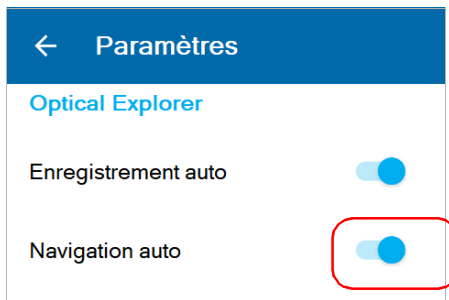 Paramètres
Optical Explorer
Enregistrement auto
Navigation auto